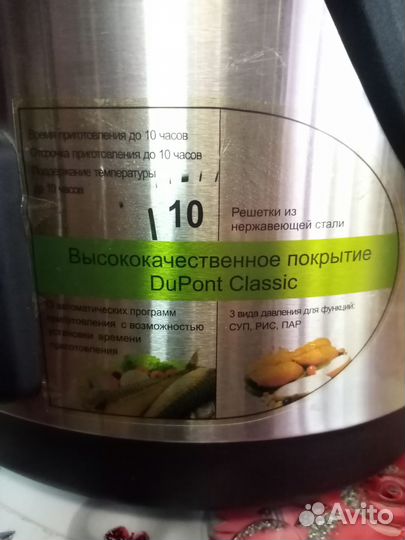 Время приготовления до 10 часов
Отсрочка приготовления до 10 часов
Поддержание температуры
до 10 часов
10
Решетки из
нержавеющей стали
Высококачественное покрытие
DuPont Classic
автоматических программ
приготовления с возможностью
установки времени
приготовления
3 вида давления для функций:
СУП, РИС, ПАР
Avito